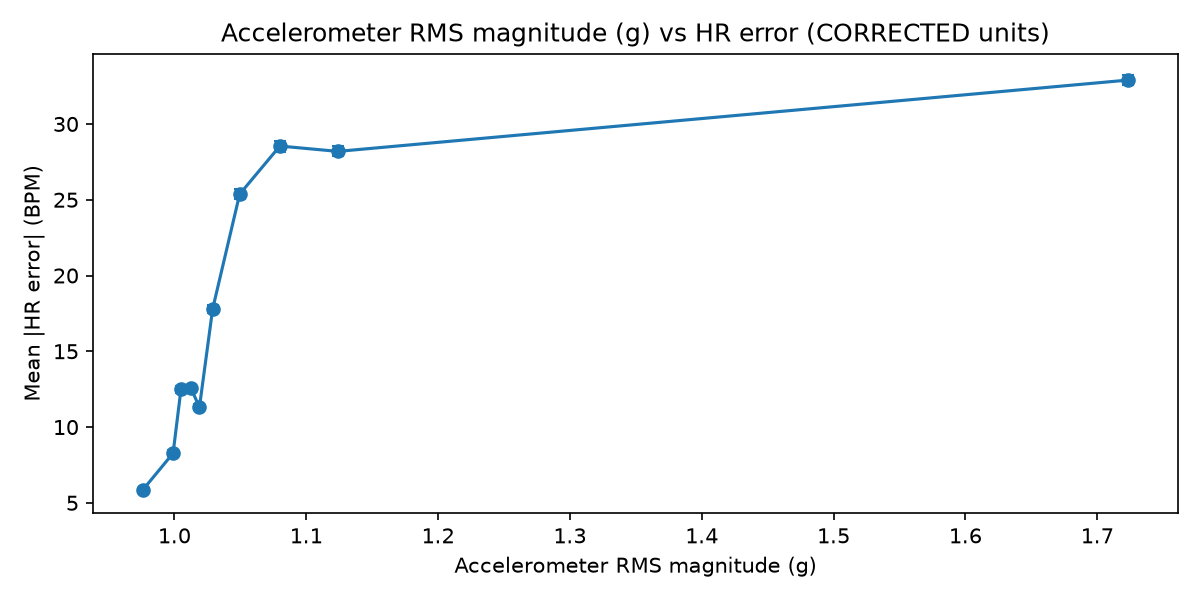 Accelerometer RMS magnitude (g) vs HR error (CORRECTED units)
Mean |HR error| (BPM)
30
25
20
15
10
5
1.0 1.1 1.2 1.3 1.4 1.5 1.6 1.7
Accelerometer RMS magnitude (g)